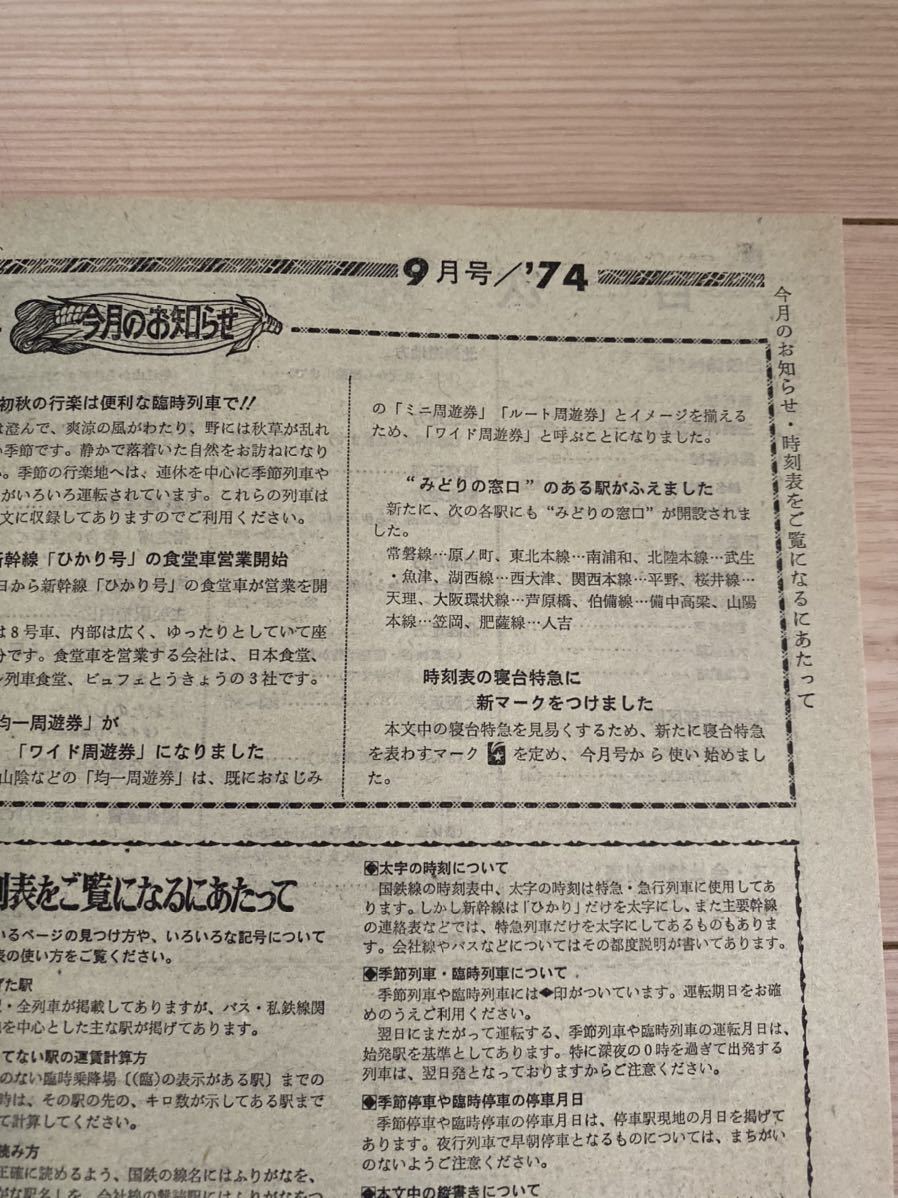 9月号／'74
今月のお知らせ
初秋の行楽は便利な臨時列車で!!
は澄んで、爽涼の風がわたり、野には秋草が乱れ
い季節です。静かで落着いた自然をお訪ねになり
季節の行楽地へは、連休を中心に季節列車や
がいろいろ運転されています。これらの列車は
文に収録してありますのでご利用ください。
新幹線「ひかり号」の食堂車営業開始
日から新幹線「ひかり号」の食堂車が営業を開
は8号車、内部は広く、ゆったりとしていて座
分です。食堂車を営業する会社は、日本食堂、
列車食堂、ビュフェとうきょうの3社です。
均一周遊券」が
「ワイド周遊券」になりました
山陰などの「均一周遊券」は、既におなじみ
の「ミニ周遊券」「ルート周遊券」とイメージを揃える
ため、「ワイド周遊券」と呼ぶことになりました。
“みどりの窓口”のある駅がふえました
新たに、次の各駅にも“みどりの窓口”が開設されま
した。
常磐線…原ノ町、東北本線…南浦和、北陸本線…武生
・魚津、湖西線…西大津、関西本線…平野、桜井線…
天理、大阪環状線…芦原橋、伯備線…備中高梁、山陽
本線…笠岡、肥薩線…人吉
時刻表の寝台特急に
新マークをつけました
本文中の寝台特急を見易くするため、新たに寝台特急
を表わすマーク を定め、今月号から使い始めまし
た。
今月のお知らせ・時刻表をご覧になるにあたって
刻表をご覧になるにあたって
いるページの見つけ方や、いろいろな記号について
表の使い方をご覧ください。
げた駅
・全列車が掲載してありますが、バス・私鉄線関
を中心とした主な駅が掲げてあります。
てない駅の運賃計算方
のない臨時乗降場〔(臨)の表示がある駅〕までの
時は、その駅の先の、キロ数が示してある駅まで
て計算してください。
読み方
正確に読めるよう、国鉄の線名にはふりがなを、
がな駅名」を、会社線の接続駅にはふりがなをつ
◆太字の時刻について
国鉄線の時刻表中、太字の時刻は特急・急行列車に使用してあ
ります。しかし新幹線は「ひかり」だけを太字にし、また主要幹線
の連絡表などでは、特急列車だけを太字にしてあるものもありま
す。会社線やバスなどについてはその都度説明が書いてあります。
◆季節列車・臨時列車について
季節列車や臨時列車には◆印がついています。運転期日をお確
めのうえご利用ください。
翌日にまたがって運転する、季節列車や臨時列車の運転月日は、
始発駅を基準としてあります。特に深夜の0時を過ぎて出発する
列車は、翌日発となっておりますからご注意ください。
◆季節停車や臨時停車の停車月日
季節停車や臨時停車の停車月日は、停車駅現地の月日を掲げて
あります。夜行列車で早朝停車となるものについては、まちがい
のないようご注意ください。
◆本文中の縦書きについて